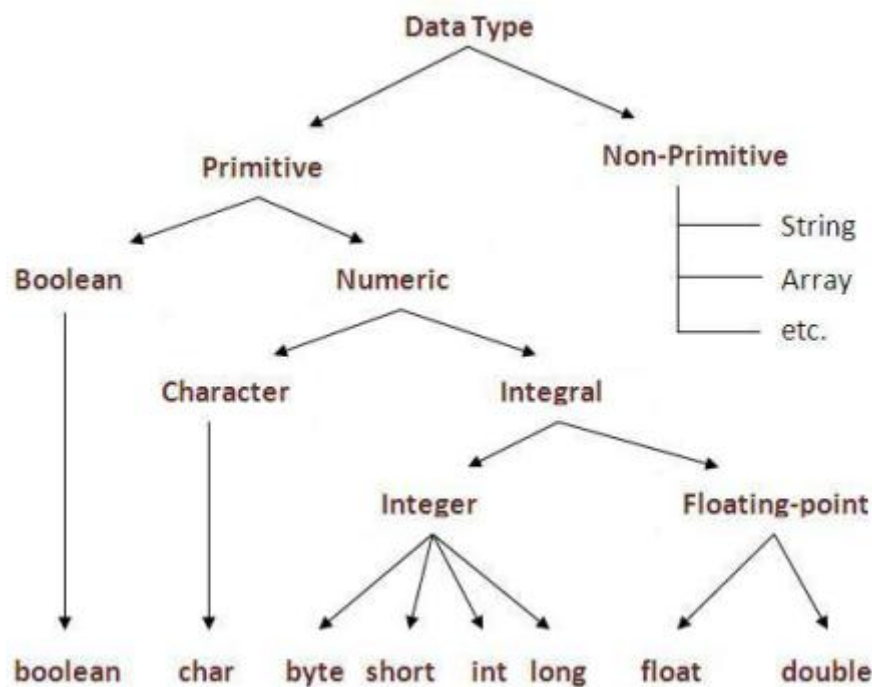 Data Type
Primitive
Non-Primitive
String
Array
etc.
Boolean
Numeric
Character
Integral
Integer
Floating-point
boolean char byte short int long float double